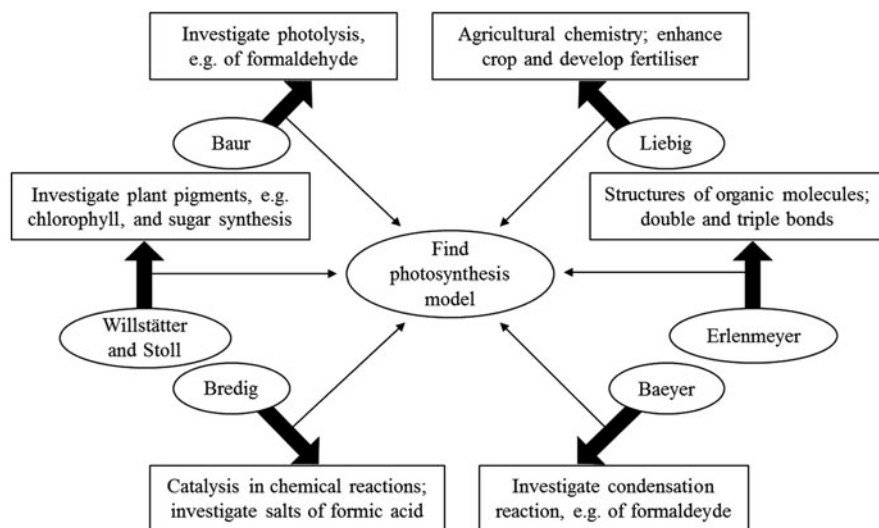 Investigate photolysis,
e.g. of formaldehyde
Agricultural chemistry; enhance
crop and develop fertiliser
Baur
Liebig
Investigate plant pigments, e.g.
chlorophyll, and sugar synthesis
Structures of organic molecules;
double and triple bonds
Find
photosynthesis
model
Willstätter
and Stoll
Erlenmeyer
Bredig
Baeyer
Catalysis in chemical reactions;
investigate salts of formic acid
Investigate condensation
reaction, e.g. of formaldeyde